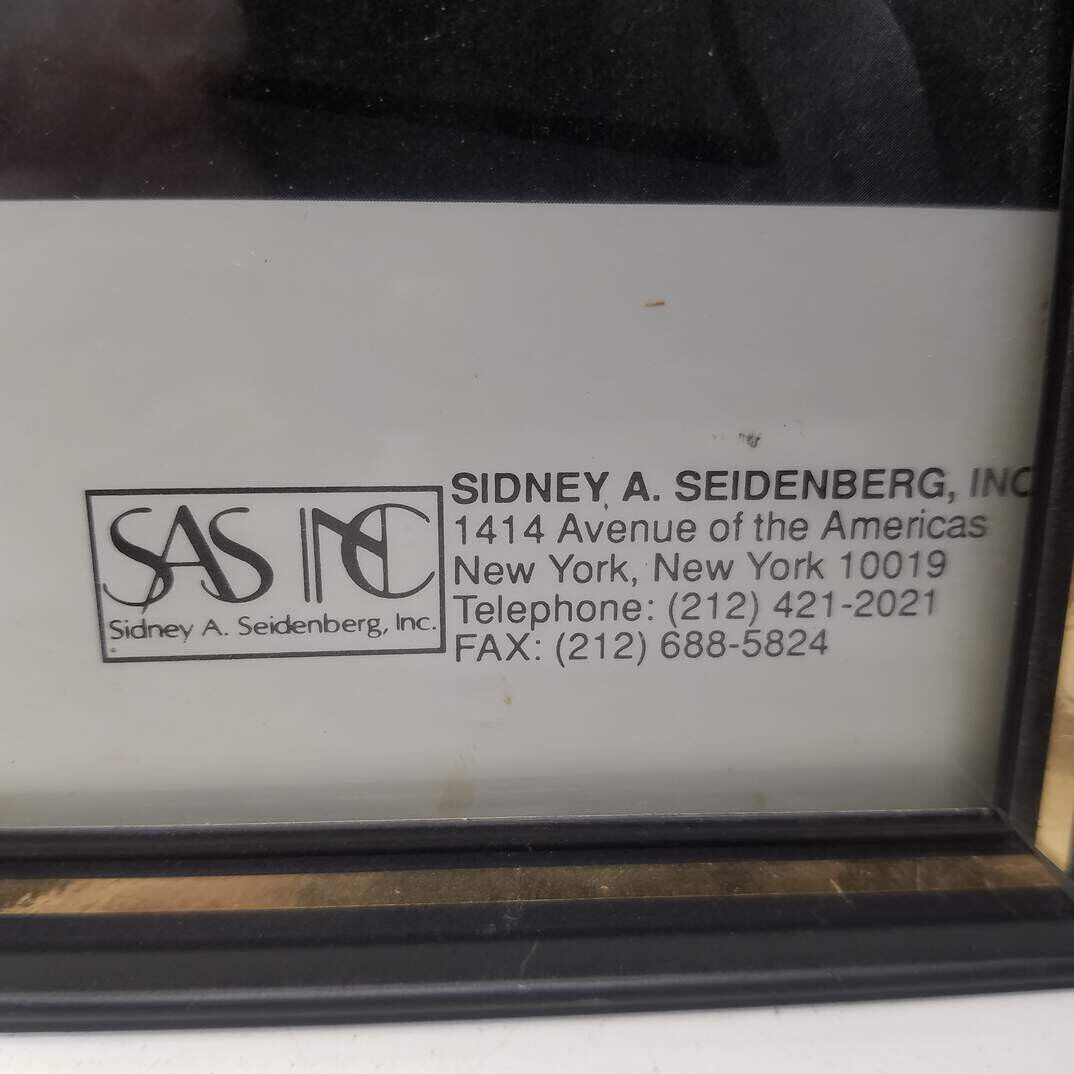 SAS INC
Sidney A. Seidenberg, Inc.
SIDNEY A. SEIDENBERG, INC
1414 Avenue of the Americas
New York, New York 10019
Telephone: (212) 421-2021
FAX: (212) 688-5824